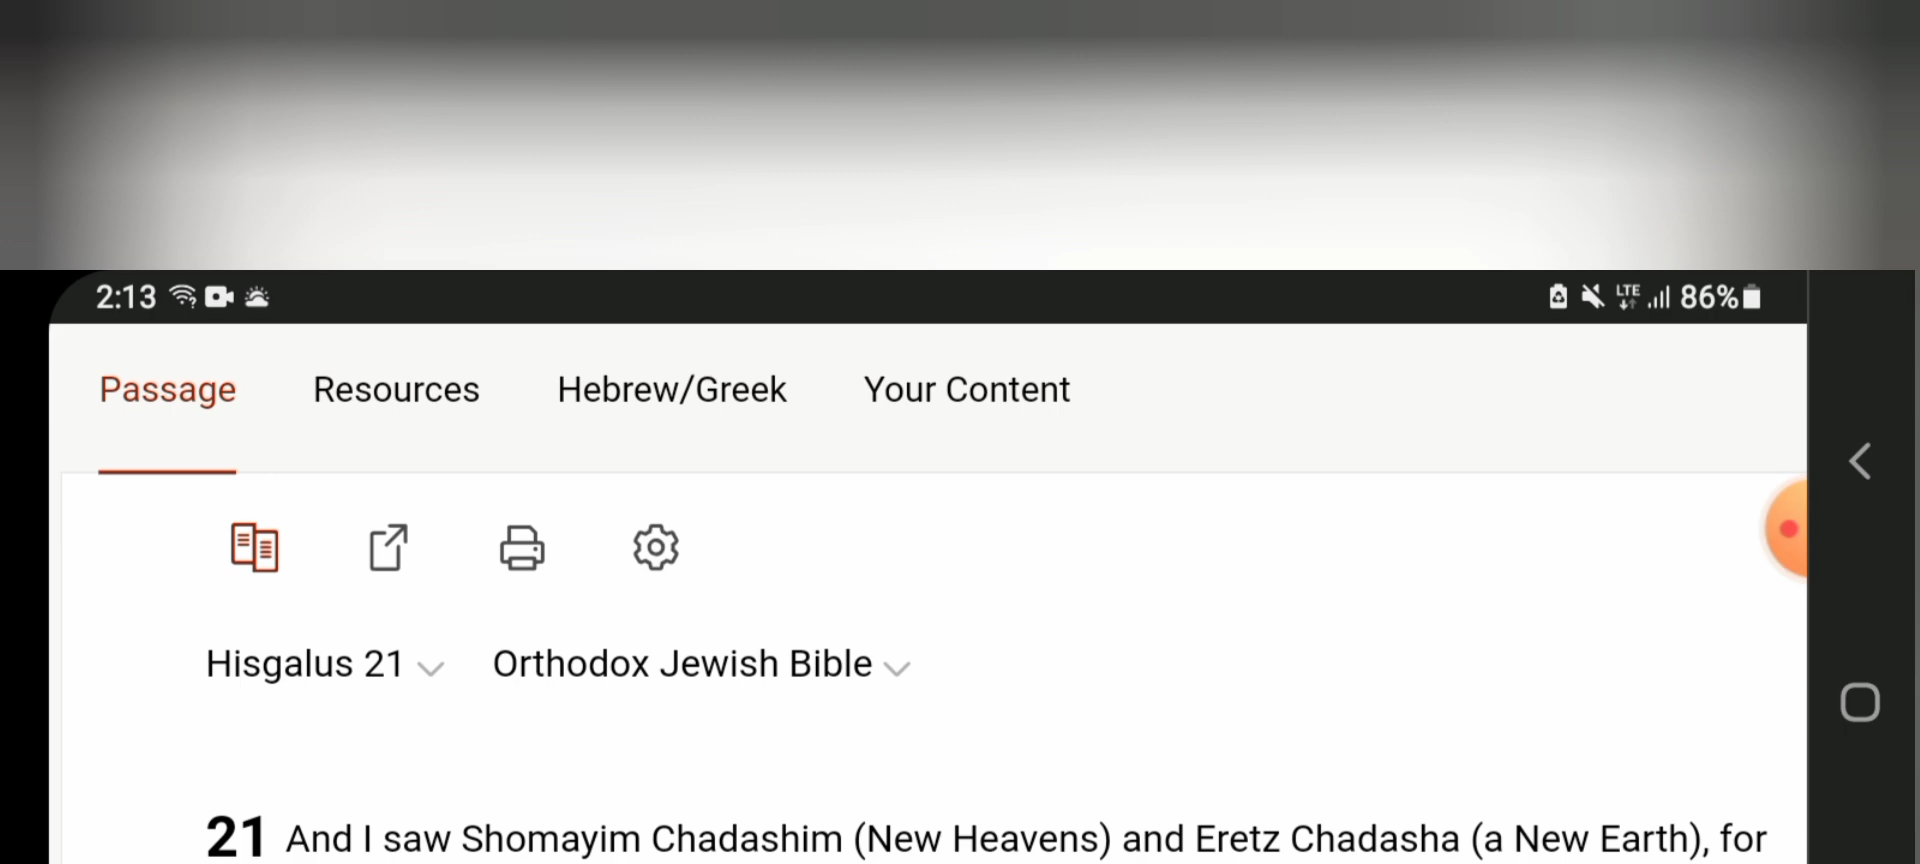 2:13
LTE 86%
Passage Resources Hebrew/Greek Your Content
Hisgalus 21 Orthodox Jewish Bible
21 And I saw Shomayim Chadashim (New Heavens) and Eretz Chadasha (a New Earth), for